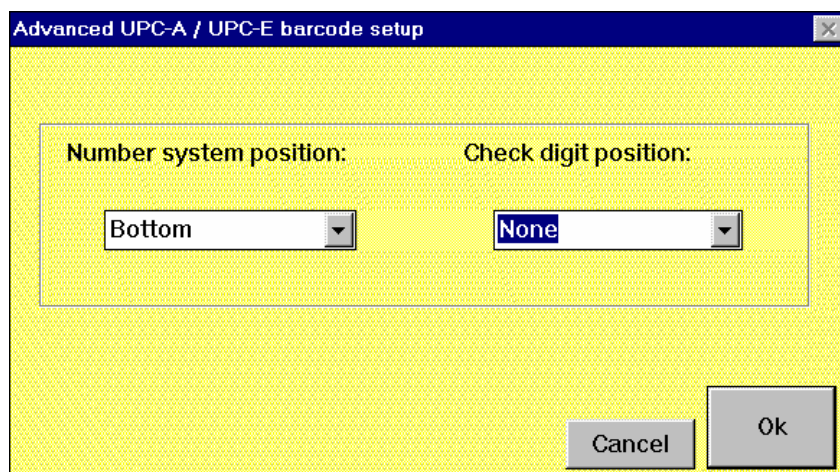 Advanced UPC-A / UPC-E barcode setup
Number system position: Check digit position:
Bottom None
Cancel Ok